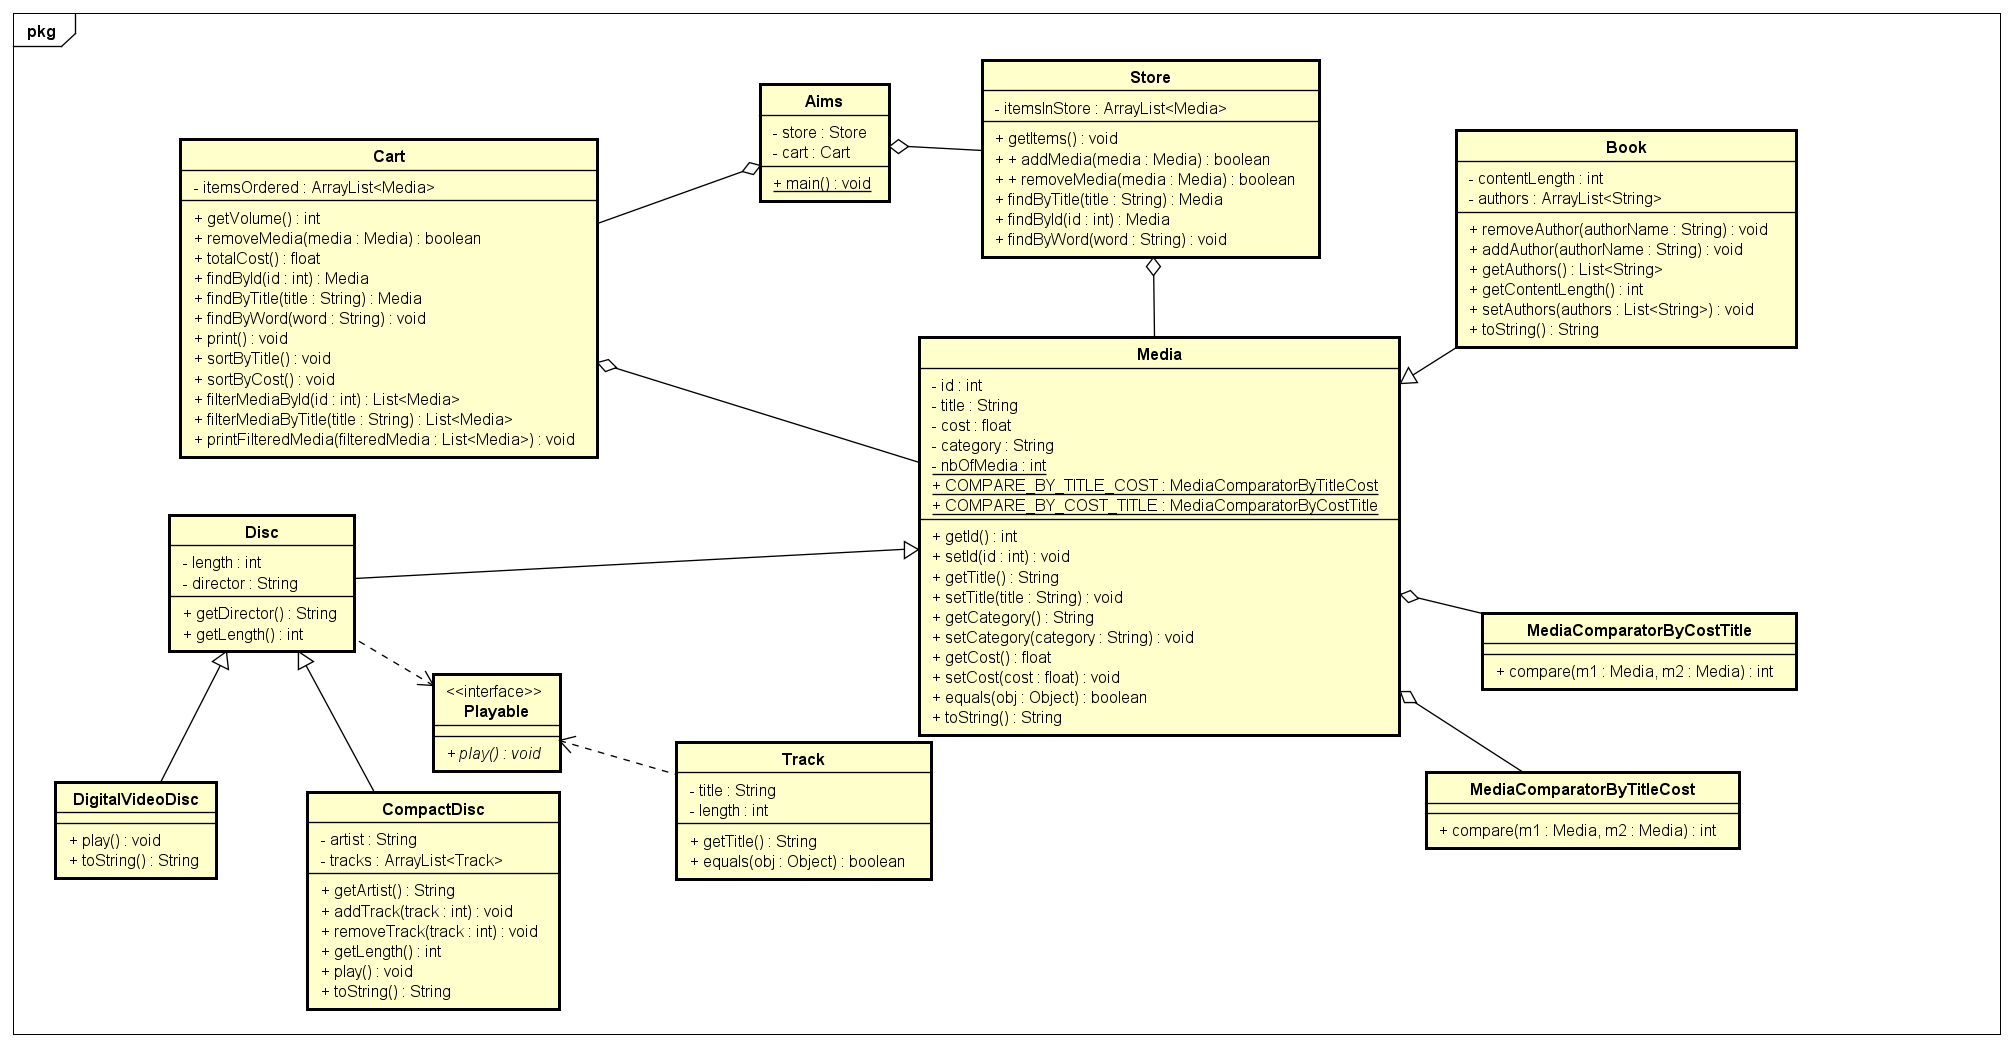 pkg
Aims
- store : Store
- cart : Cart
+ main() : void
Store
- itemsInStore : ArrayList<Media>
+ getItems() : void
+ + addMedia(media : Media) : boolean
+ + removeMedia(media : Media) : boolean
+ findByTitle(title : String) : Media
+ findById(id : int) : Media
+ findByWord(word : String) : void
Book
- contentLength : int
- authors : ArrayList<String>
+ removeAuthor(authorName : String) : void
+ addAuthor(authorName : String) : void
+ getAuthors() : List<String>
+ getContentLength() : int
+ setAuthors(authors : List<String>) : void
+ toString() : String
Cart
- itemsOrdered : ArrayList<Media>
+ getVolume() : int
+ removeMedia(media : Media) : boolean
+ totalCost() : float
+ findById(id : int) : Media
+ findByTitle(title : String) : Media
+ findByWord(word : String) : void
+ print() : void
+ sortByTitle() : void
+ sortByCost() : void
+ filterMediaById(id : int) : List<Media>
+ filterMediaByTitle(title : String) : List<Media>
+ printFilteredMedia(filteredMedia : List<Media>) : void
Media
- id : int
- title : String
- cost : float
- category : String
- nbOfMedia : int
+ COMPARE_BY_TITLE_COST : MediaComparatorByTitleCost
+ COMPARE_BY_COST_TITLE : MediaComparatorByCostTitle
+ getId() : int
+ setId(id : int) : void
+ getTitle() : String
+ setTitle(title : String) : void
+ getCategory() : String
+ setCategory(category : String) : void
+ getCost() : float
+ setCost(cost : float) : void
+ equals(obj : Object) : boolean
+ toString() : String
Disc
- length : int
- director : String
+ getDirector() : String
+ getLength() : int
MediaComparatorByCostTitle
+ compare(m1 : Media, m2 : Media) : int
<<interface>>
Playable
+ play() : void
Track
- title : String
- length : int
+ getTitle() : String
+ equals(obj : Object) : boolean
MediaComparatorByTitleCost
+ compare(m1 : Media, m2 : Media) : int
DigitalVideoDisc
+ play() : void
+ toString() : String
CompactDisc
- artist : String
- tracks : ArrayList<Track>
+ getArtist() : String
+ addTrack(track : int) : void
+ removeTrack(track : int) : void
+ getLength() : int
+ play() : void
+ toString() : String